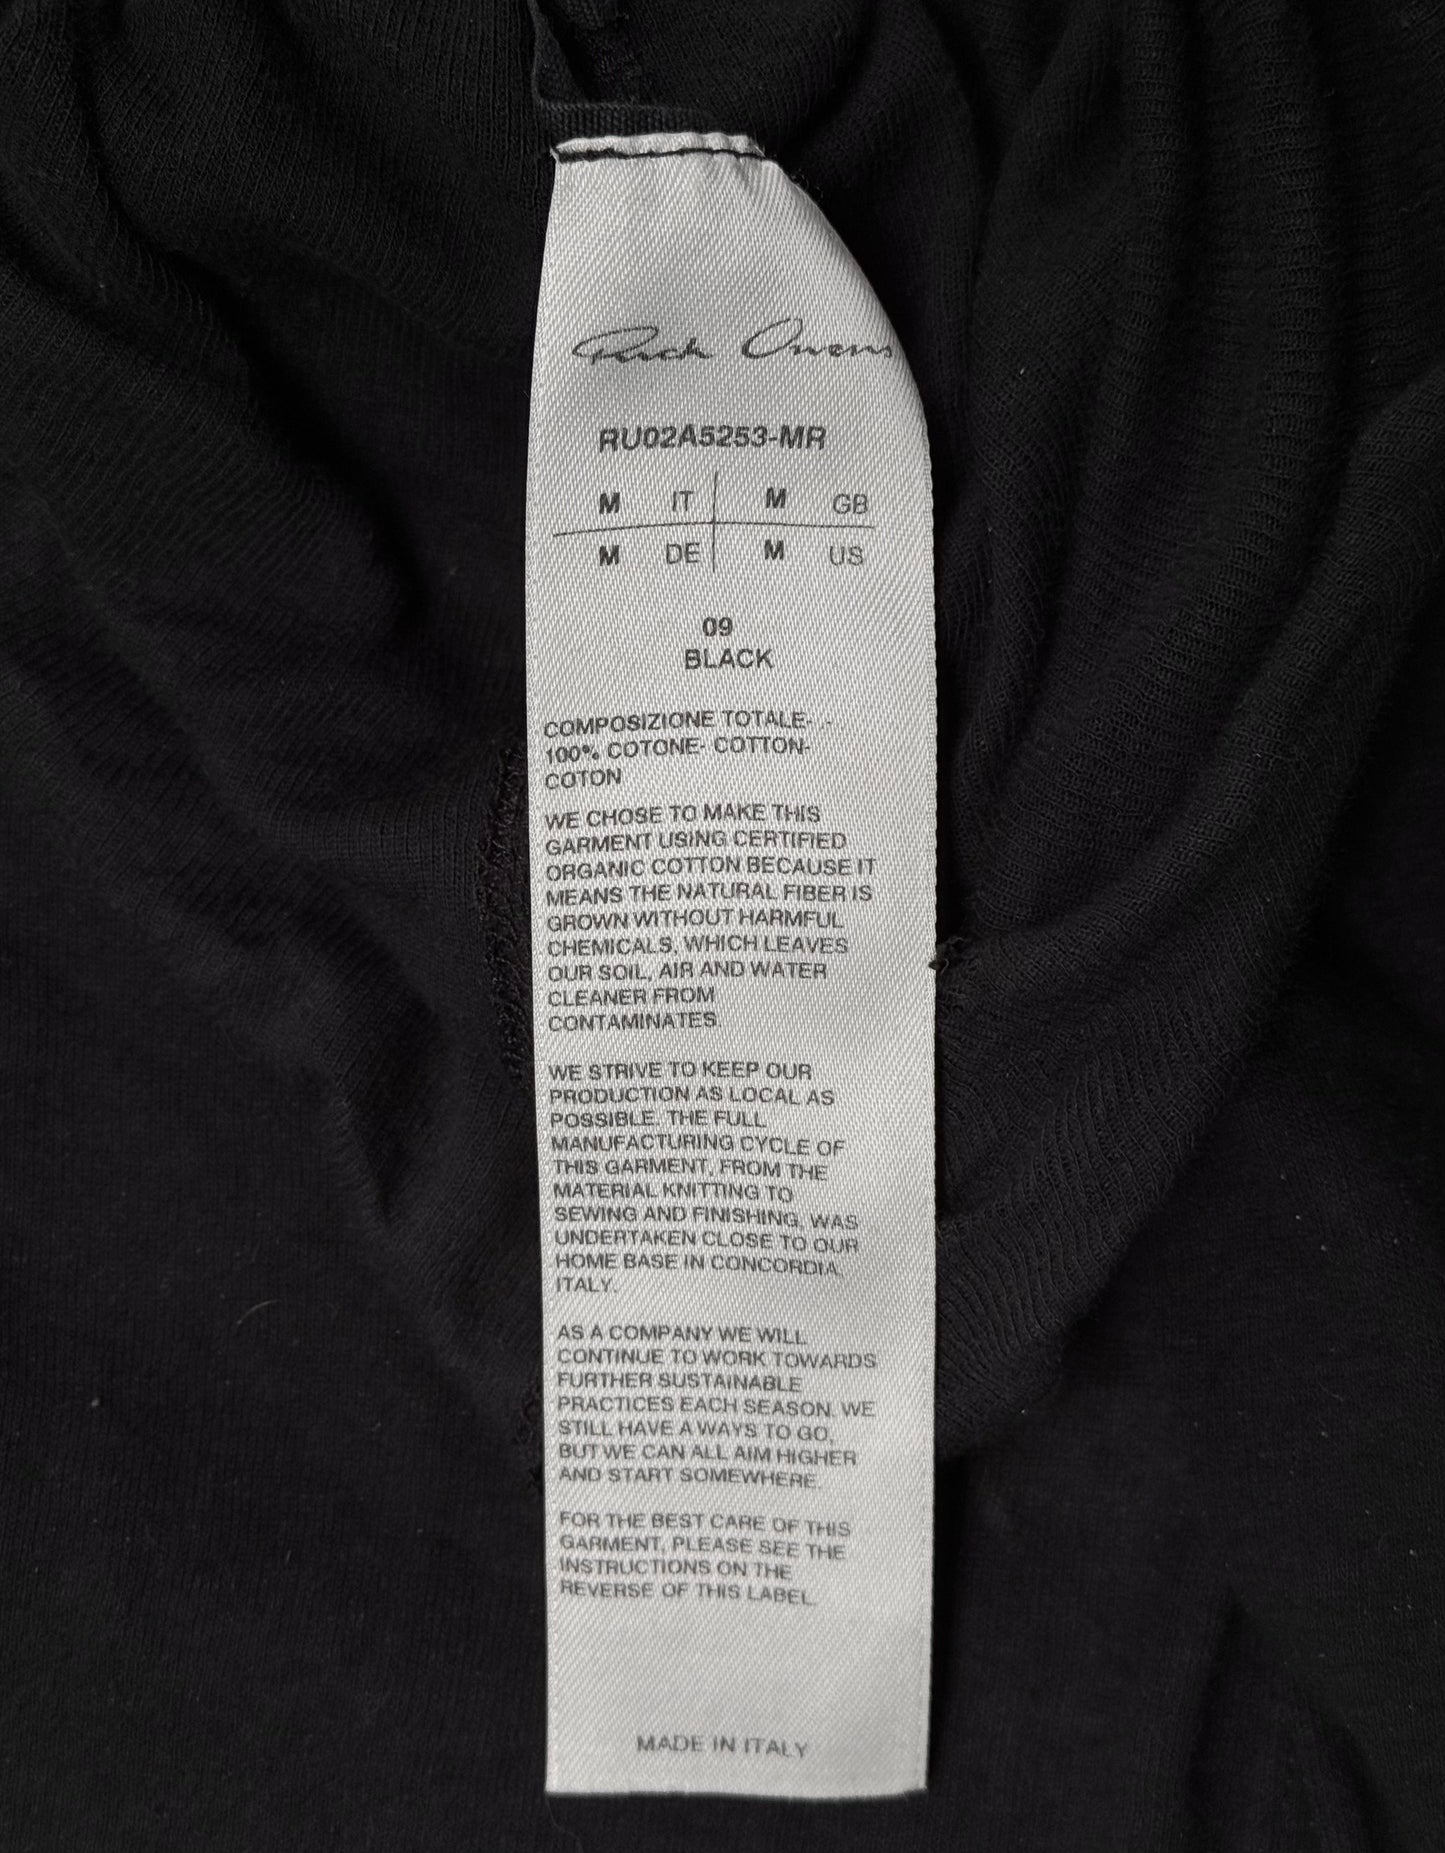 Rick Owens
RU02A5253-MR
M IT M GB
M DE M US
09
BLACK
COMPOSIZIONE TOTALE- -
100% COTONE- COTTON-
COTON
WE CHOSE TO MAKE THIS
GARMENT USING CERTIFIED
ORGANIC COTTON BECAUSE IT
MEANS THE NATURAL FIBER IS
GROWN WITHOUT HARMFUL
CHEMICALS, WHICH LEAVES
OUR SOIL, AIR AND WATER
CLEANER FROM
CONTAMINATES.
WE STRIVE TO KEEP OUR
PRODUCTION AS LOCAL AS
POSSIBLE. THE FULL
MANUFACTURING CYCLE OF
THIS GARMENT, FROM THE
MATERIAL KNITTING TO
SEWING AND FINISHING, WAS
UNDERTAKEN CLOSE TO OUR
HOME BASE IN CONCORDIA,
ITALY.
AS A COMPANY WE WILL
CONTINUE TO WORK TOWARDS
FURTHER SUSTAINABLE
PRACTICES EACH SEASON. WE
STILL HAVE A WAYS TO GO,
BUT WE CAN ALL AIM HIGHER
AND START SOMEWHERE.
FOR THE BEST CARE OF THIS
GARMENT, PLEASE SEE THE
INSTRUCTIONS ON THE
REVERSE OF THIS LABEL.
MADE IN ITALY